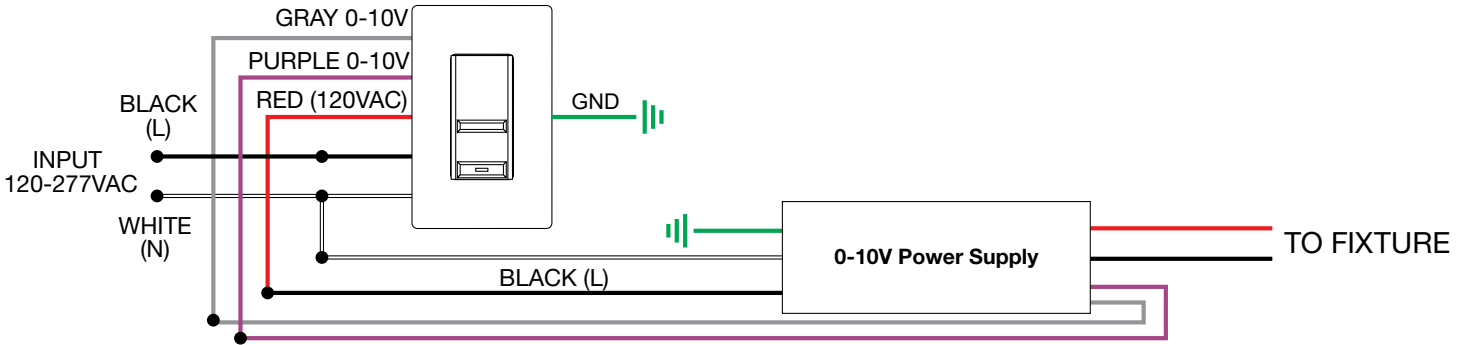 GRAY 0-10V
PURPLE 0-10V
RED (120VAC)
GND
BLACK
(L)
INPUT
120-277VAC
WHITE
(N)
BLACK (L)
0-10V Power Supply
TO FIXTURE